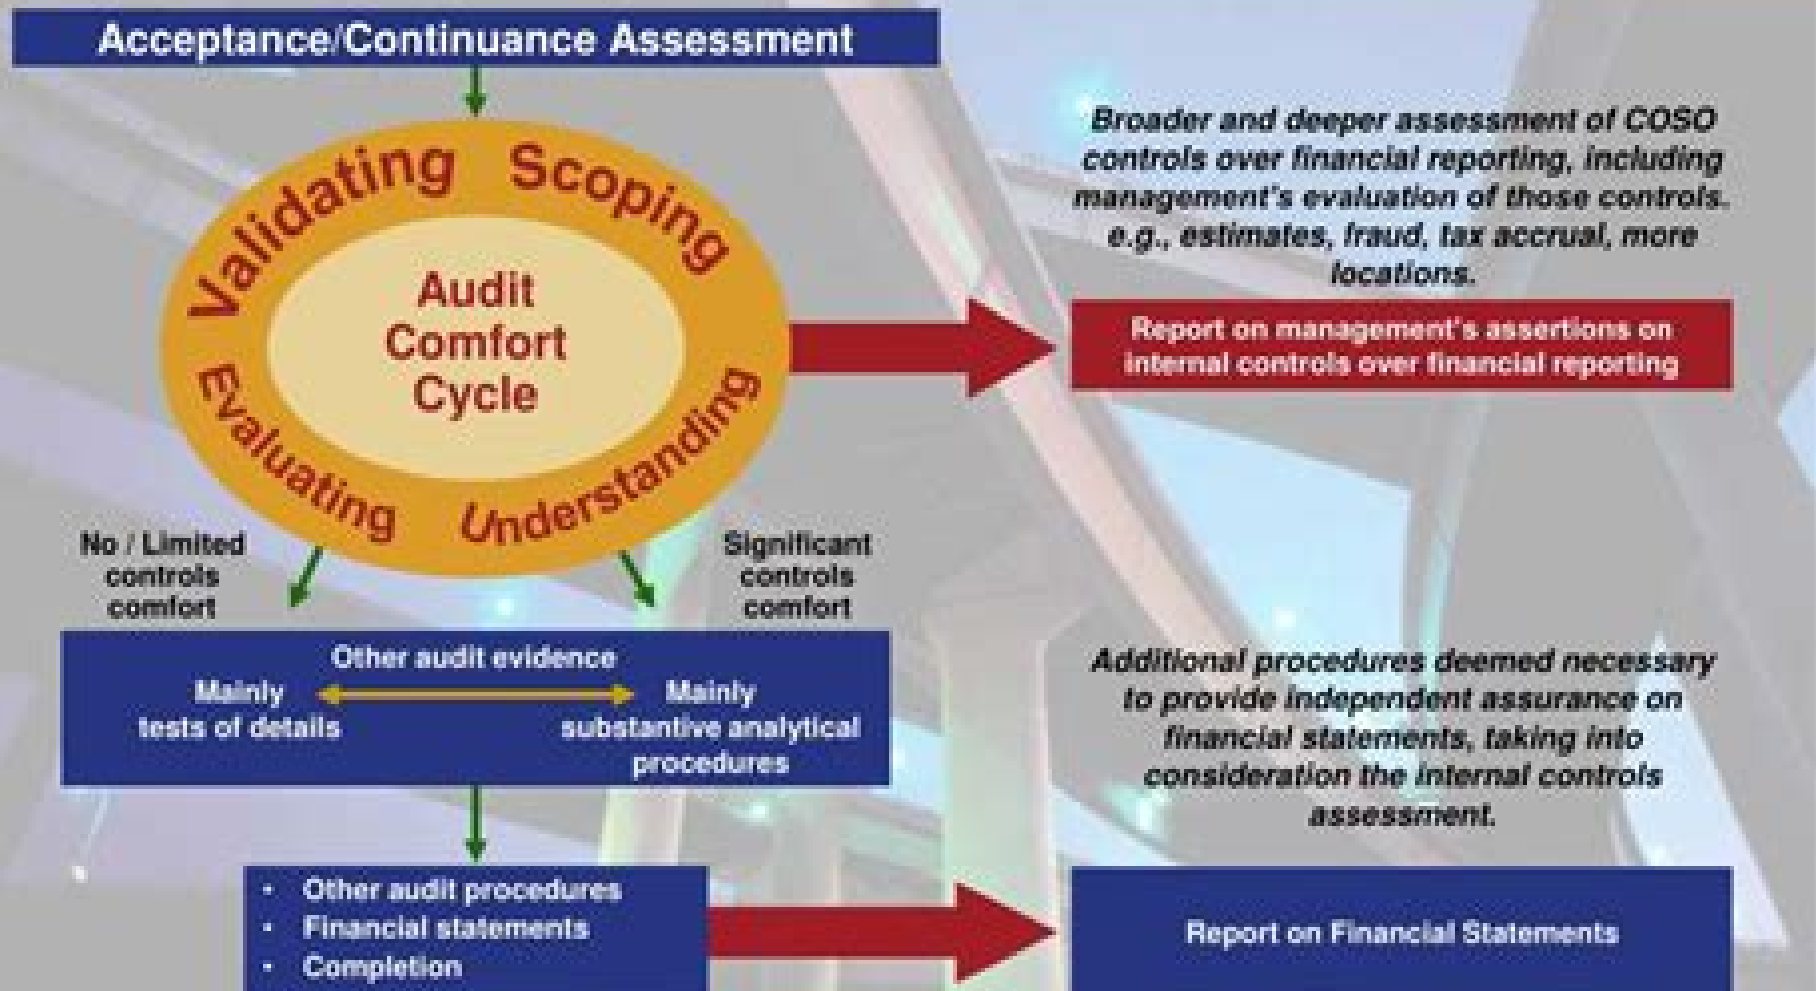 Acceptance/Continuance Assessment
Validating
Scoping
Audit
Comfort
Cycle
Evaluating
Understanding
Broader and deeper assessment of COSO
controls over financial reporting, including
management's evaluation of those controls.
e.g., estimates, fraud, tax accrual, more
locations.
Report on management's assertions on
internal controls over financial reporting
No / Limited
controls
comfort
Significant
controls
comfort
Other audit evidence
Mainly
tests of details
Mainly
substantive analytical
procedures
Additional procedures deemed necessary
to provide independent assurance on
financial statements, taking into
consideration the internal controls
assessment.
• Other audit procedures
• Financial statements
• Completion
Report on Financial Statements